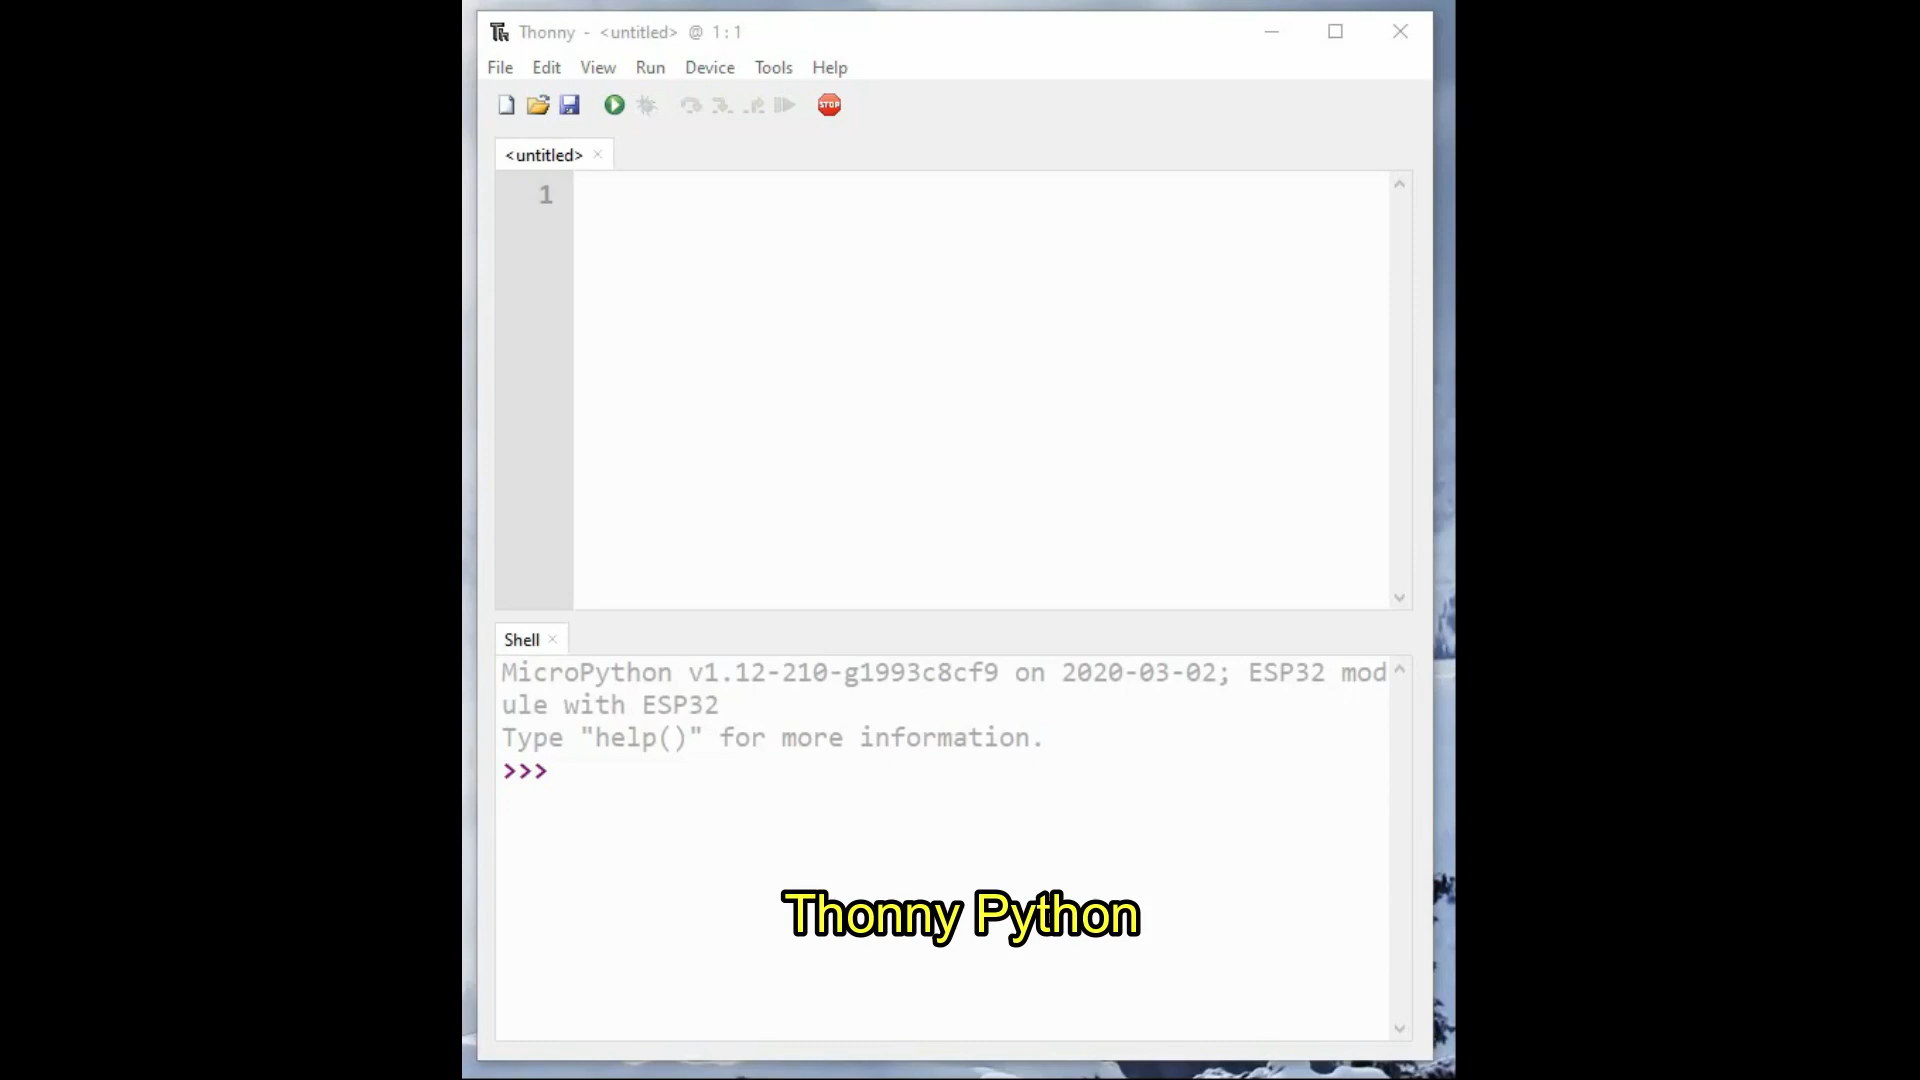 Thonny - <untitled> @ 1:1
File Edit View Run Device Tools Help
STOP
<untitled>
1
Shell
MicroPython v1.12-210-g1993c8cf9 on 2020-03-02; ESP32 mod
ule with ESP32
Type "help()" for more information.
>>>
Thonny Python